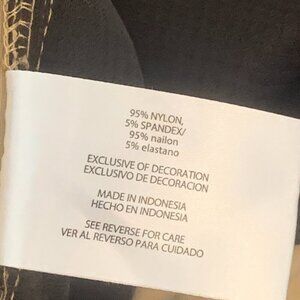 95% NYLON,
5% SPANDEX/
95% nailon
5% elastano
EXCLUSIVE OF DECORATION
EXCLUSIVO DE DECORACION
MADE IN INDONESIA
HECHO EN INDONESIA
SEE REVERSE FOR CARE
VER AL REVERSO PARA CUIDADO